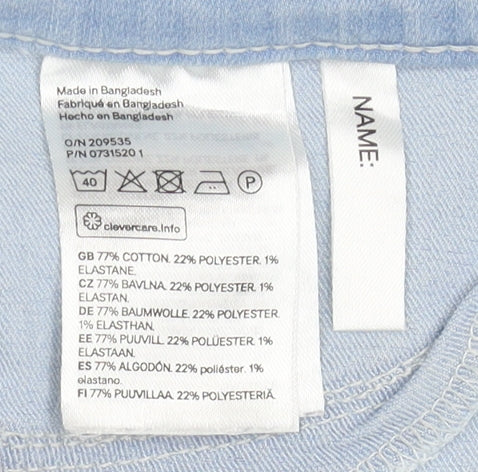 Made in Bangladesh
Fabriqué en Bangladesh
Hecho en Bangladesh
O/N 209535
P/N 0731520 1
40
P
clevercare.info
GB 77% COTTON. 22% POLYESTER. 1%
ELASTANE.
CZ 77% BAVLNA. 22% POLYESTER. 1%
ELASTAN.
DE 77% BAUMWOLLE. 22% POLYESTER.
1% ELASTHAN.
EE 77% PUUVILL. 22% POLÜESTER. 1%
ELASTAAN.
ES 77% ALGODÓN. 22% poliéster. 1%
elastano.
FI 77% PUUVILLAA. 22% POLYESTERIÄ.
NAME: